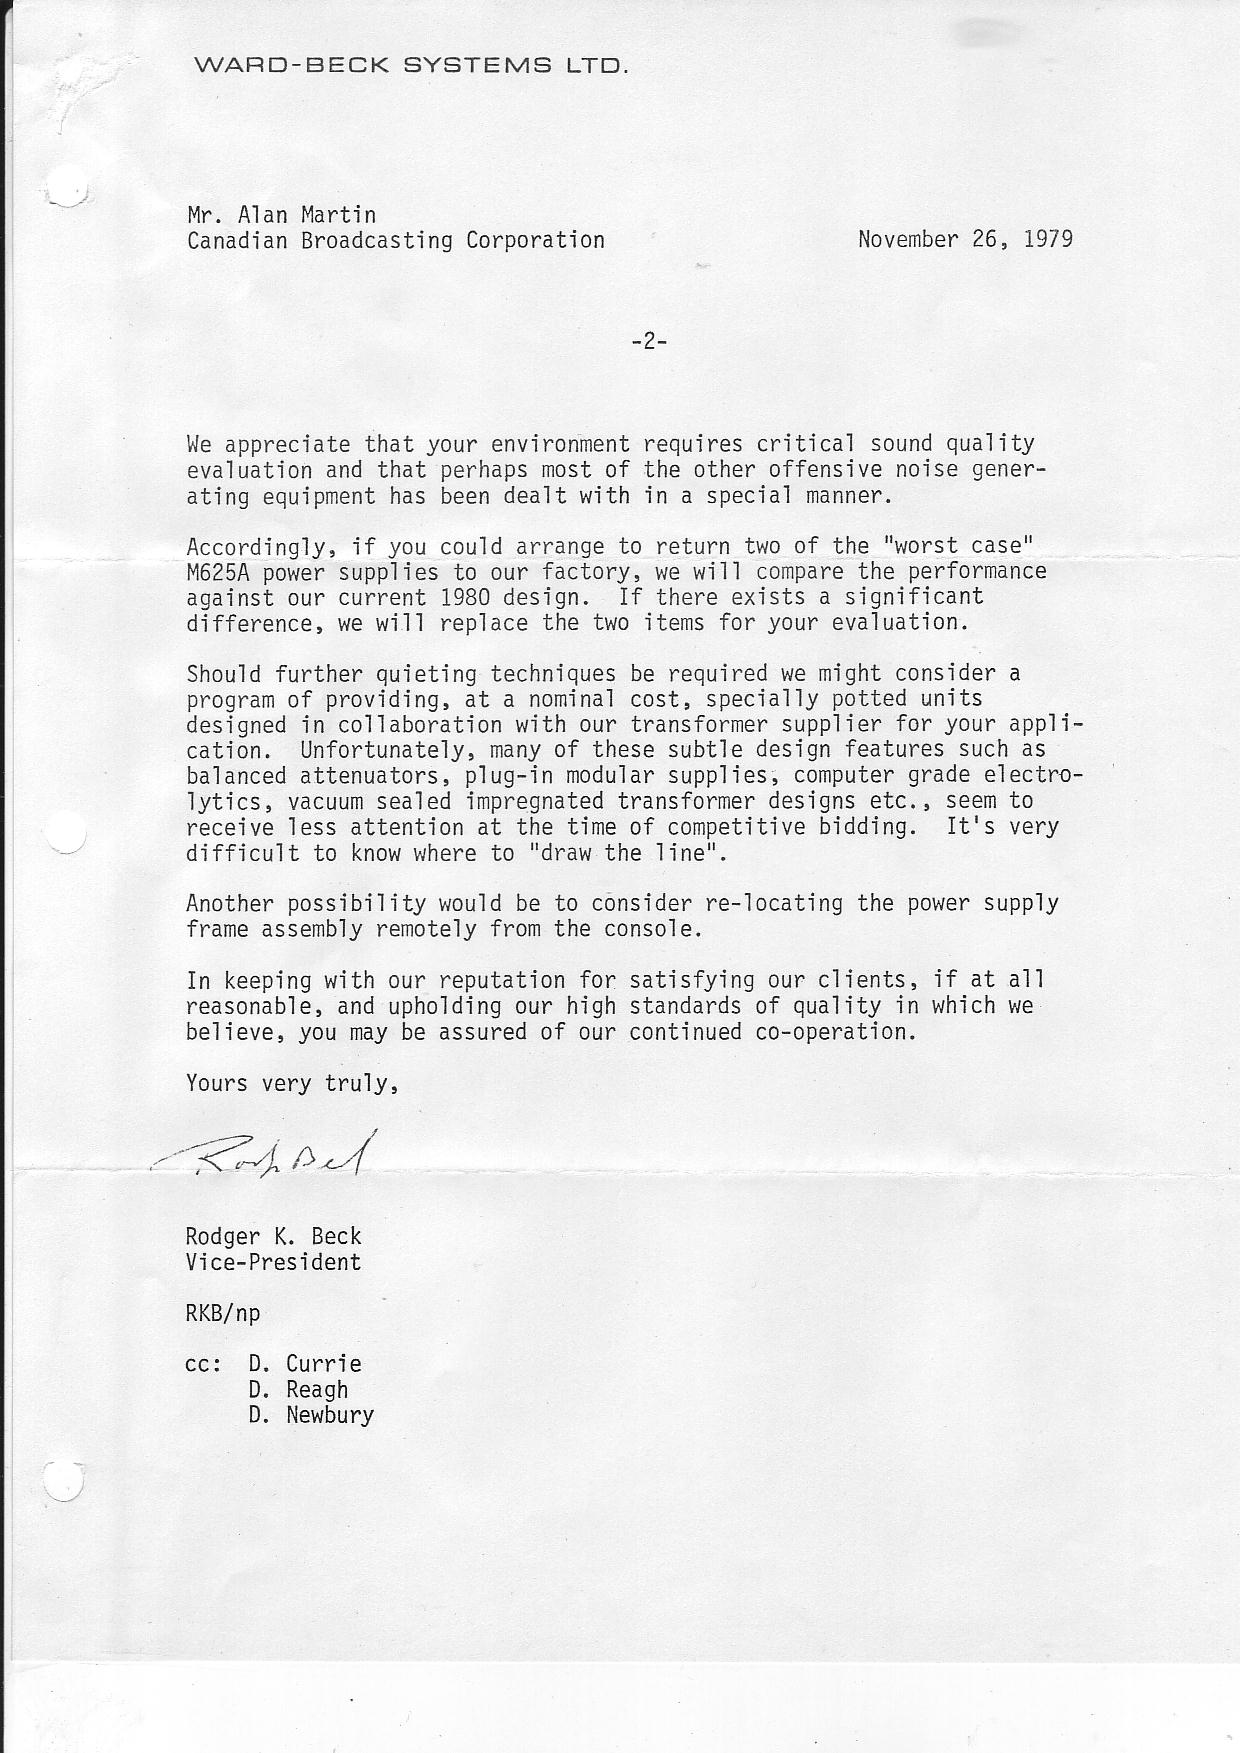 WARD-BECK SYSTEMS LTD.
Mr. Alan Martin
Canadian Broadcasting Corporation November 26, 1979
-2-
We appreciate that your environment requires critical sound quality
evaluation and that perhaps most of the other offensive noise gener-
ating equipment has been dealt with in a special manner.
Accordingly, if you could arrange to return two of the "worst case"
M625A power supplies to our factory, we will compare the performance
against our current 1980 design. If there exists a significant
difference, we will replace the two items for your evaluation.
Should further quieting techniques be required we might consider a
program of providing, at a nominal cost, specially potted units
designed in collaboration with our transformer supplier for your appli-
cation. Unfortunately, many of these subtle design features such as
balanced attenuators, plug-in modular supplies, computer grade electro-
lytics, vacuum sealed impregnated transformer designs etc., seem to
receive less attention at the time of competitive bidding. It's very
difficult to know where to "draw the line".
Another possibility would be to consider re-locating the power supply
frame assembly remotely from the console.
In keeping with our reputation for satisfying our clients, if at all
reasonable, and upholding our high standards of quality in which we
believe, you may be assured of our continued co-operation.
Yours very truly,
Rodger K. Beck
Vice-President
RKB/np
cc: D. Currie
D. Reagh
D. Newbury